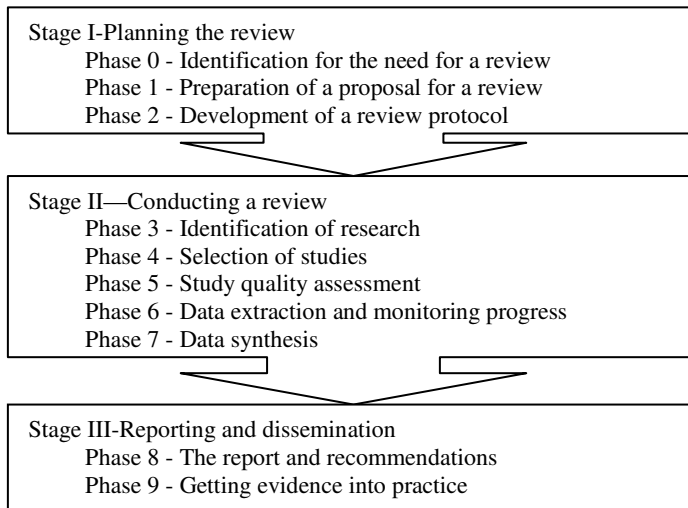 Stage I-Planning the review
Phase 0 - Identification for the need for a review
Phase 1 - Preparation of a proposal for a review
Phase 2 - Development of a review protocol
Stage II—Conducting a review
Phase 3 - Identification of research
Phase 4 - Selection of studies
Phase 5 - Study quality assessment
Phase 6 - Data extraction and monitoring progress
Phase 7 - Data synthesis
Stage III-Reporting and dissemination
Phase 8 - The report and recommendations
Phase 9 - Getting evidence into practice